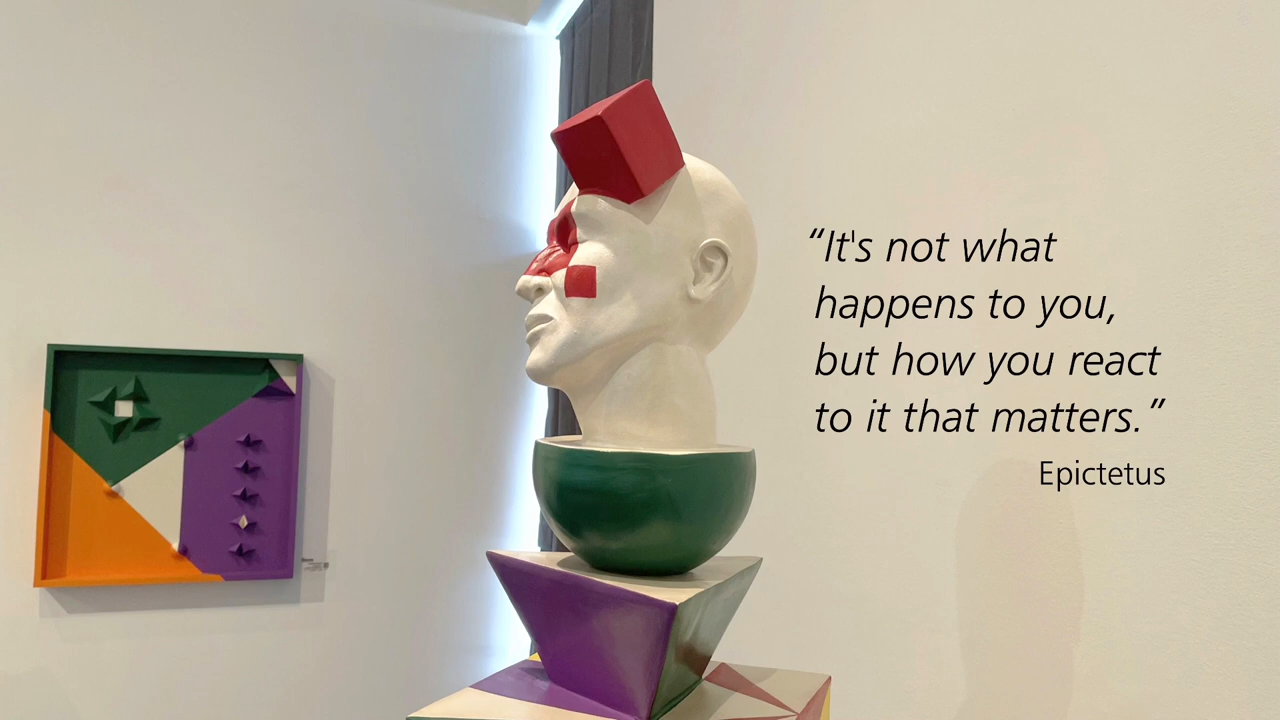 “It's not what
happens to you,
but how you react
to it that matters.”
Epictetus